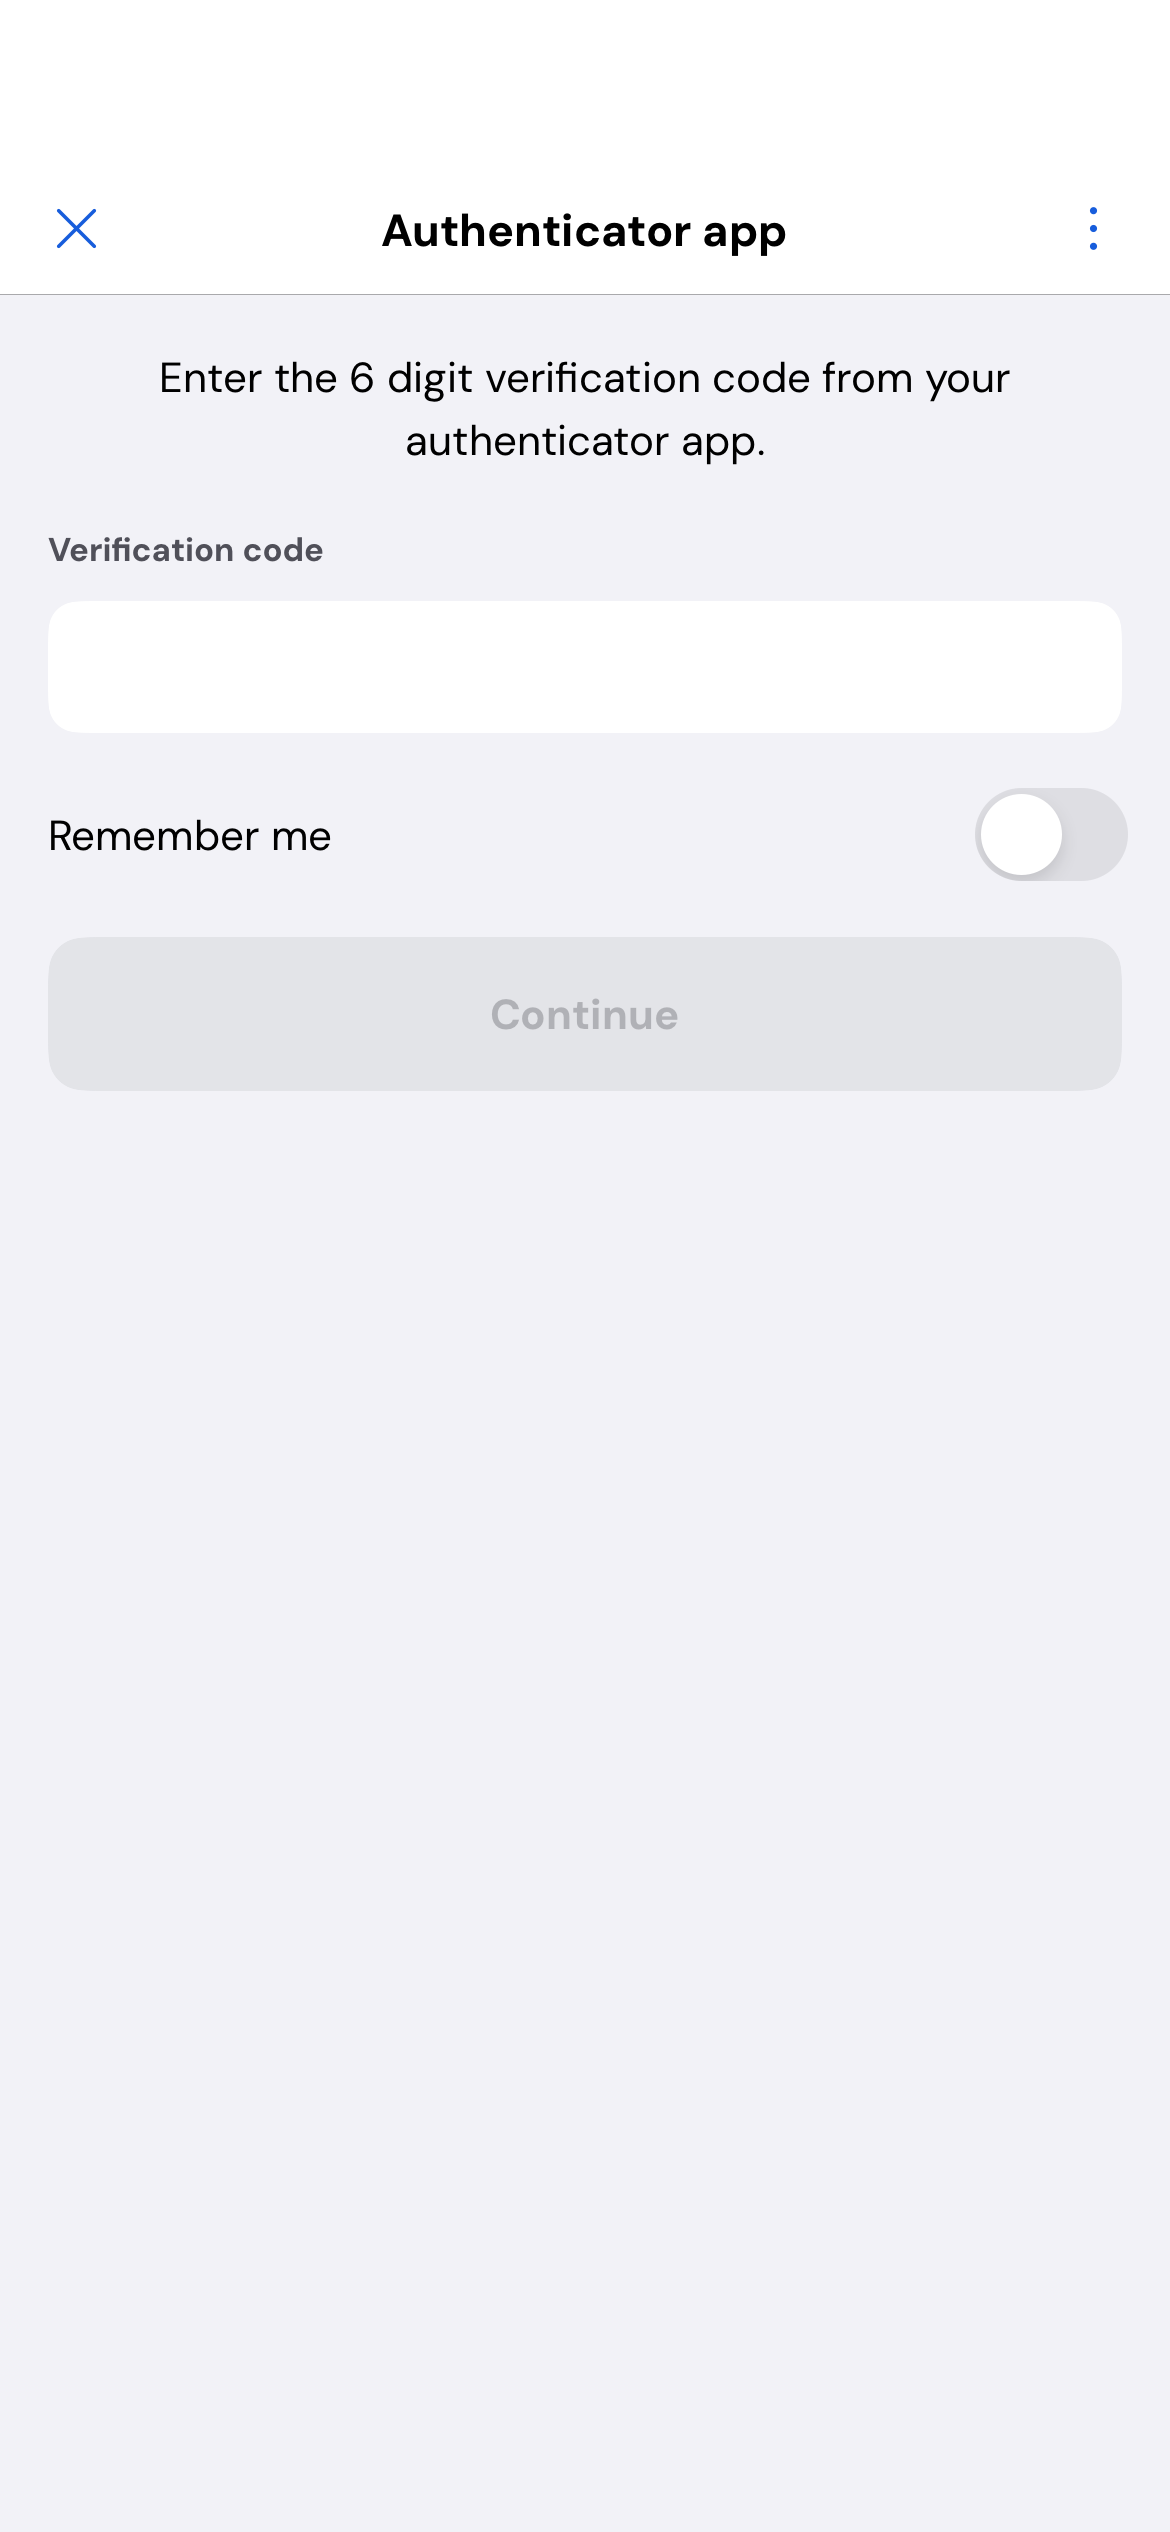 Authenticator app
Enter the 6 digit verification code from your
authenticator app.
Verification code
Remember me
Continue